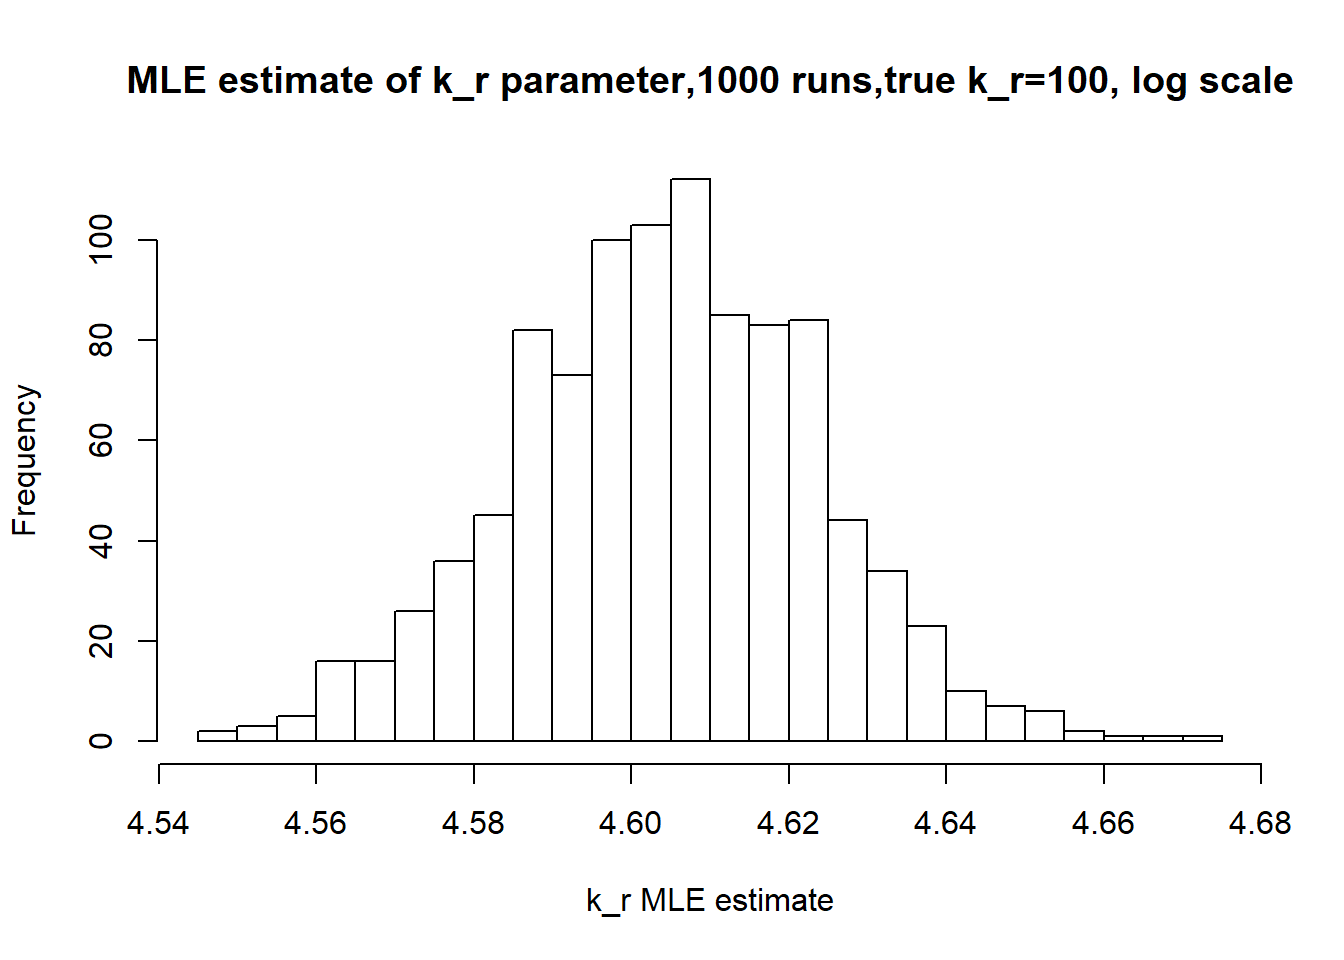 MLE estimate of k_r parameter,1000 runs,true k_r=100, log scale
Frequency
100
80
60
40
20
0
4.54 4.56 4.58 4.60 4.62 4.64 4.66 4.68
k_r MLE estimate